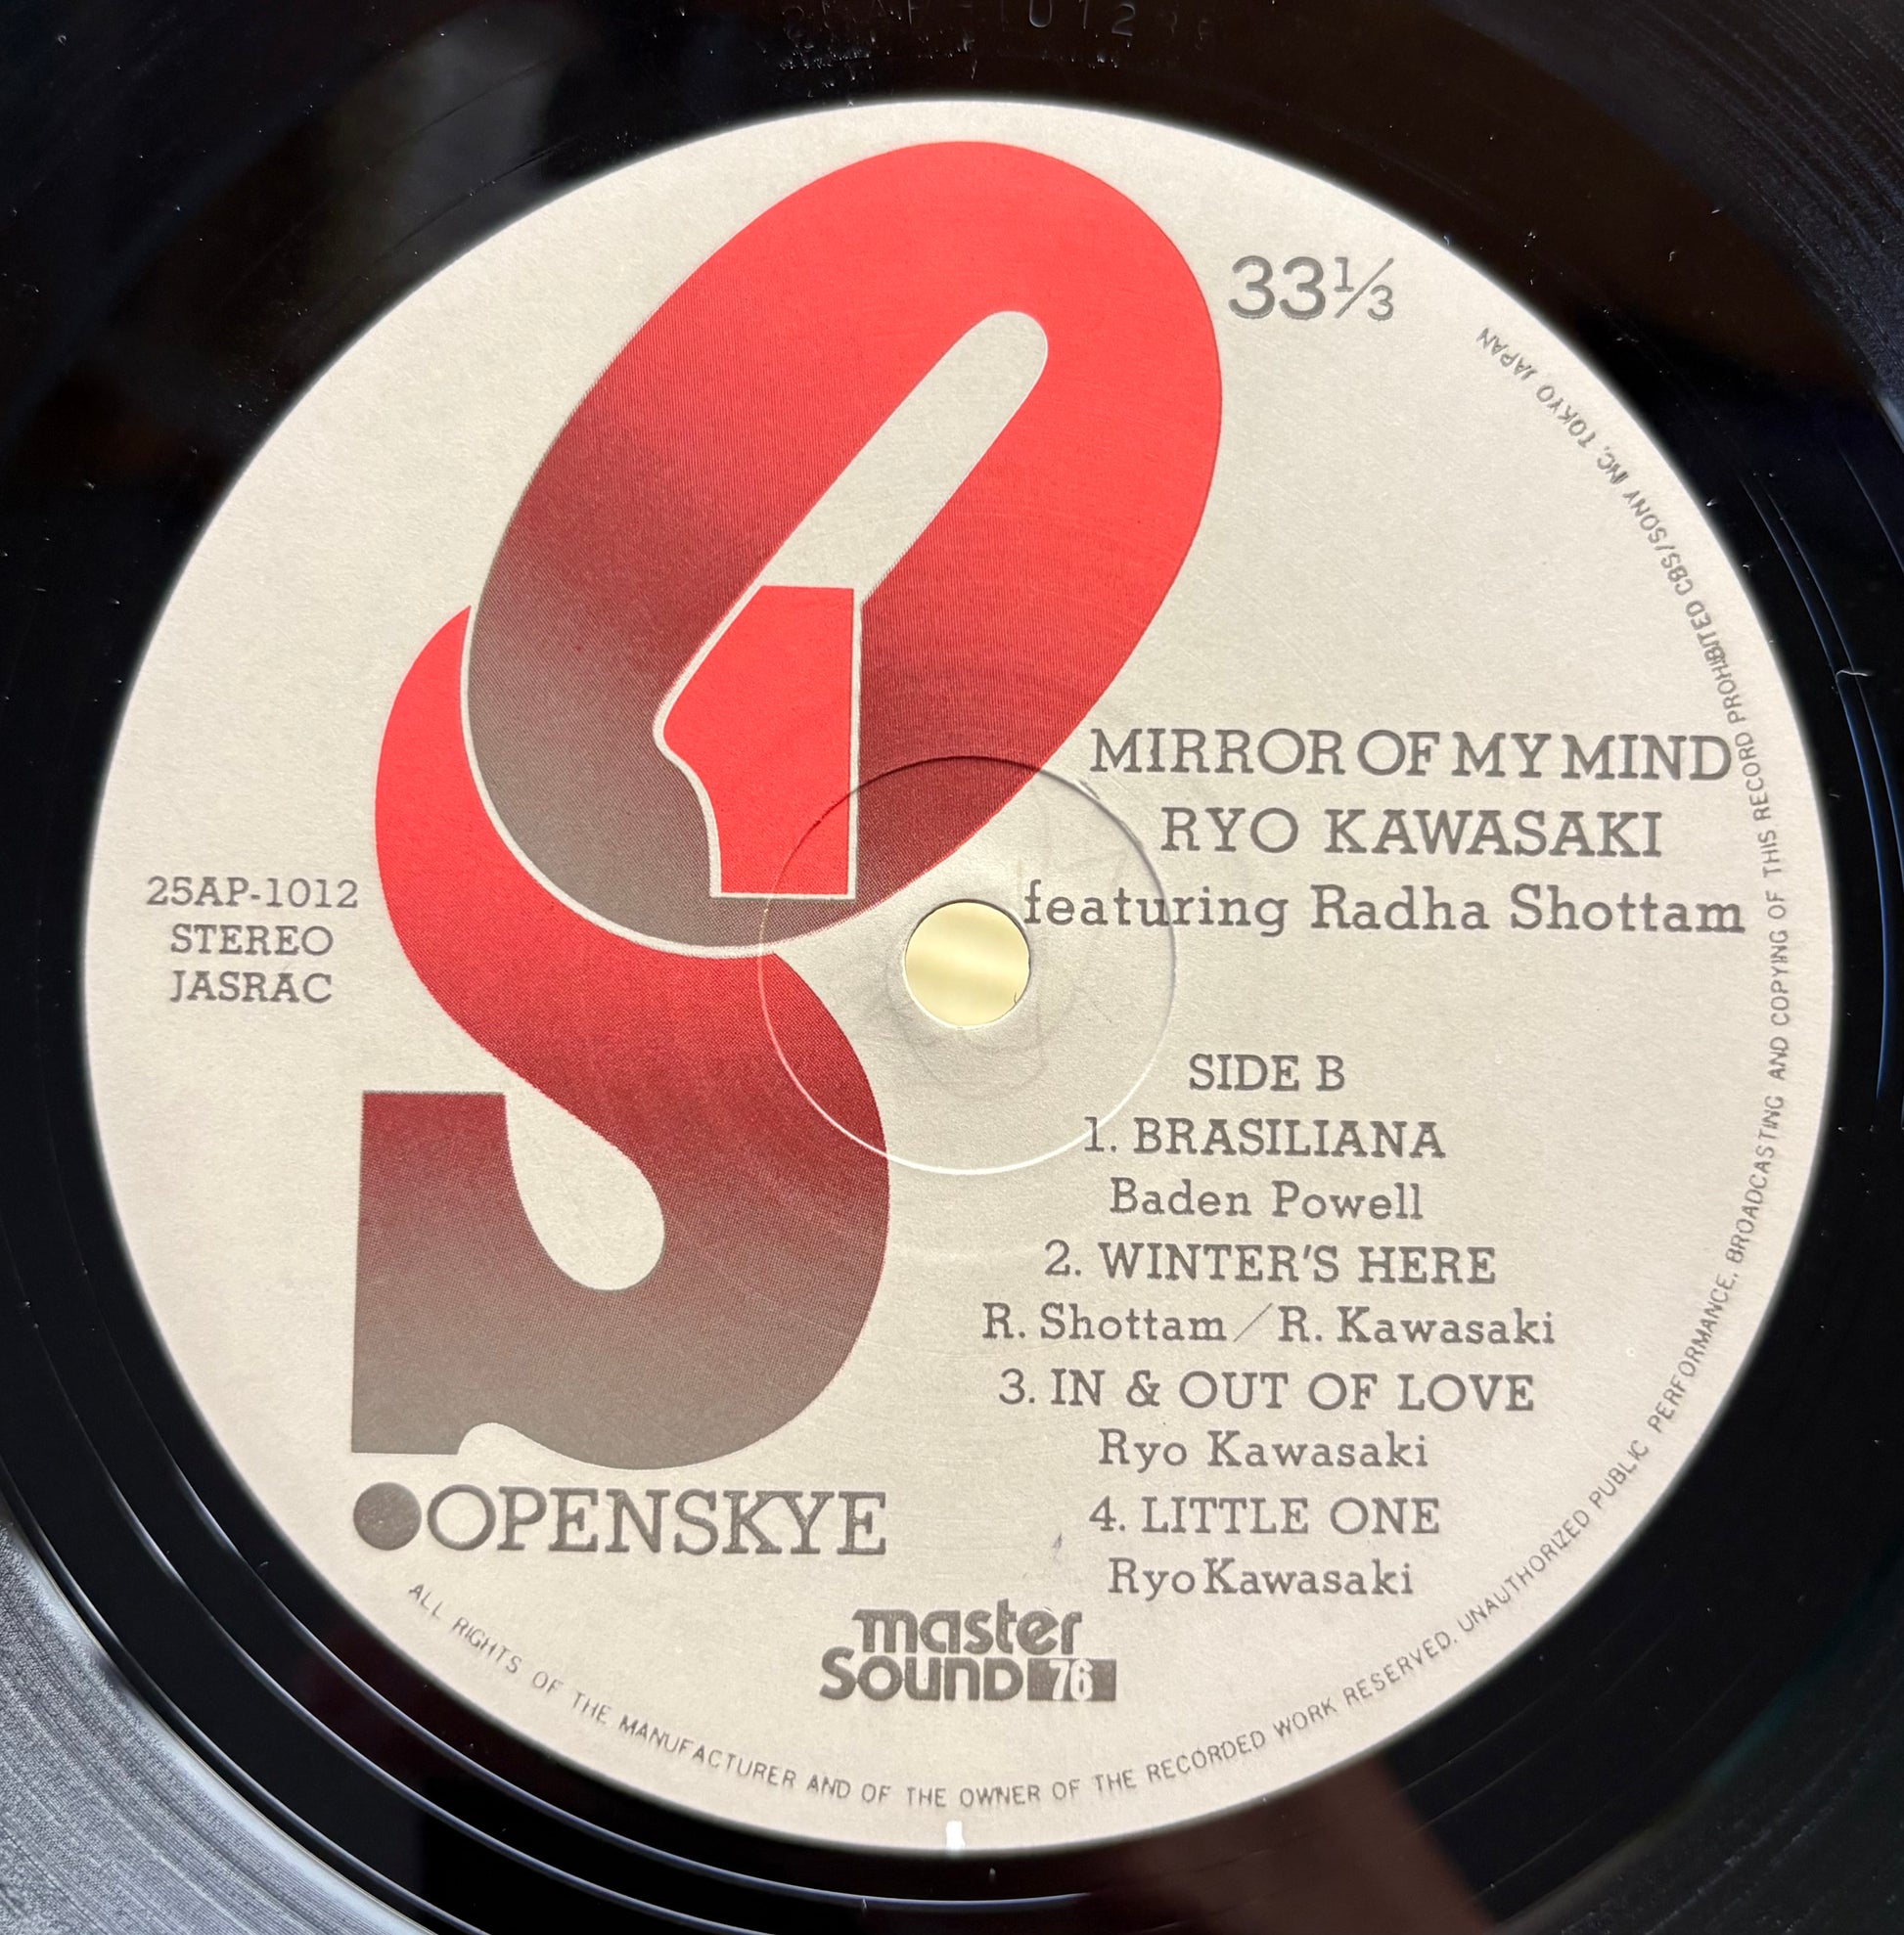 33⅓
MIRROR OF MY MIND
RYO KAWASAKI
featuring Radha Shottam
25AP-1012
STEREO
JASRAC
SIDE B
1. BRASILIANA
Baden Powell
2. WINTER'S HERE
R. Shottam／R. Kawasaki
3. IN & OUT OF LOVE
Ryo Kawasaki
4. LITTLE ONE
Ryo Kawasaki
●OPENSKYE
master
Sound 76
ALL RIGHTS OF THE MANUFACTURER AND OF THE OWNER OF THE RECORDED WORK RESERVED. UNAUTHORIZED PUBLIC PERFORMANCE, BROADCASTING AND COPYING OF THIS RECORD PROHIBITED CBS/SONY INC. TOKYO JAPAN